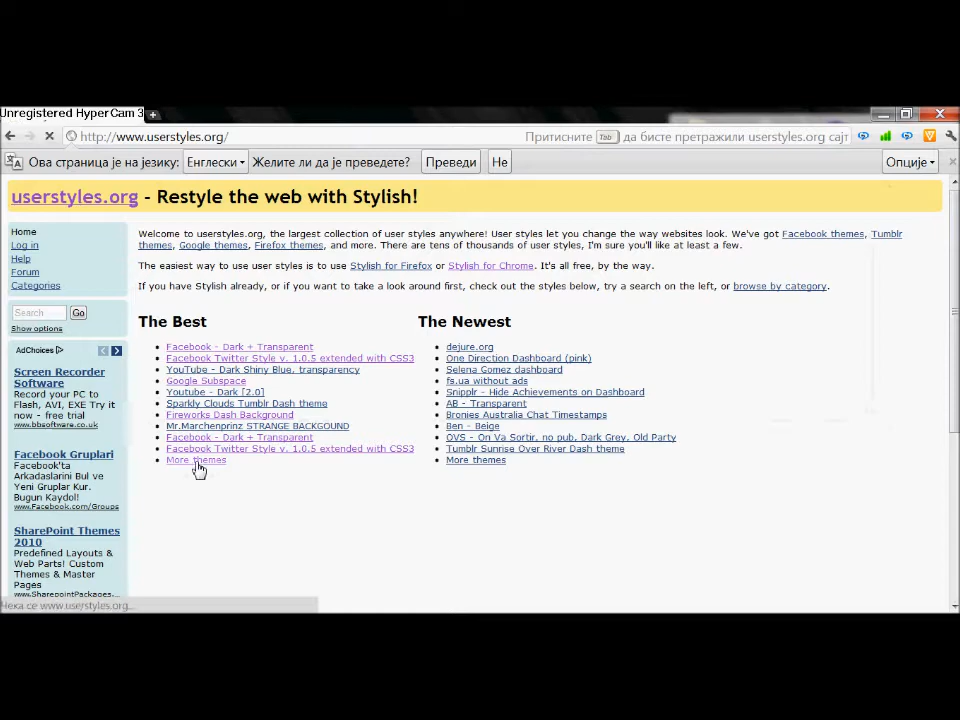 Unregistered HyperCam 3
http://www.userstyles.org/
Притисните Tab да бисте претражили userstyles.org сајт
Ова страница је на језику: Енглески Желите ли да је преведете? Преведи Не Опције
userstyles.org - Restyle the web with Stylish!
Home
Log in
Help
Forum
Categories
Search Go
Show options
AdChoices
Screen Recorder
Software
Record your PC to
Flash, AVI, EXE Try it
now - free trial
www.bbsoftware.co.uk
Facebook Gruplari
Facebook'ta
Arkadaslarini Bul ve
Yeni Gruplar Kur.
Bugun Kaydol!
www.Facebook.com/Groups
SharePoint Themes
2010
Predefined Layouts &
Web Parts! Custom
Themes & Master
Pages
www.SharepointPackages...
Welcome to userstyles.org, the largest collection of user styles anywhere! User styles let you change the way websites look. We've got Facebook themes, Tumblr
themes, Google themes, Firefox themes, and more. There are tens of thousands of user styles, I'm sure you'll like at least a few.
The easiest way to use user styles is to use Stylish for Firefox or Stylish for Chrome. It's all free, by the way.
If you have Stylish already, or if you want to take a look around first, check out the styles below, try a search on the left, or browse by category.
The Best
Facebook - Dark + Transparent
Facebook Twitter Style v. 1.0.5 extended with CSS3
YouTube - Dark Shiny Blue, transparency
Google Subspace
Youtube - Dark [2.0]
Sparkly Clouds Tumblr Dash theme
Fireworks Dash Background
Mr.Marchenprinz STRANGE BACKGOUND
Facebook - Dark + Transparent
Facebook Twitter Style v. 1.0.5 extended with CSS3
More themes
The Newest
dejure.org
One Direction Dashboard (pink)
Selena Gomez dashboard
fs.ua without ads
Snipplr - Hide Achievements on Dashboard
AB - Transparent
Bronies Australia Chat Timestamps
Ben - Beige
OVS - On Va Sortir, no pub, Dark Grey, Old Party
Tumblr Sunrise Over River Dash theme
More themes
Чека се www.userstyles.org...